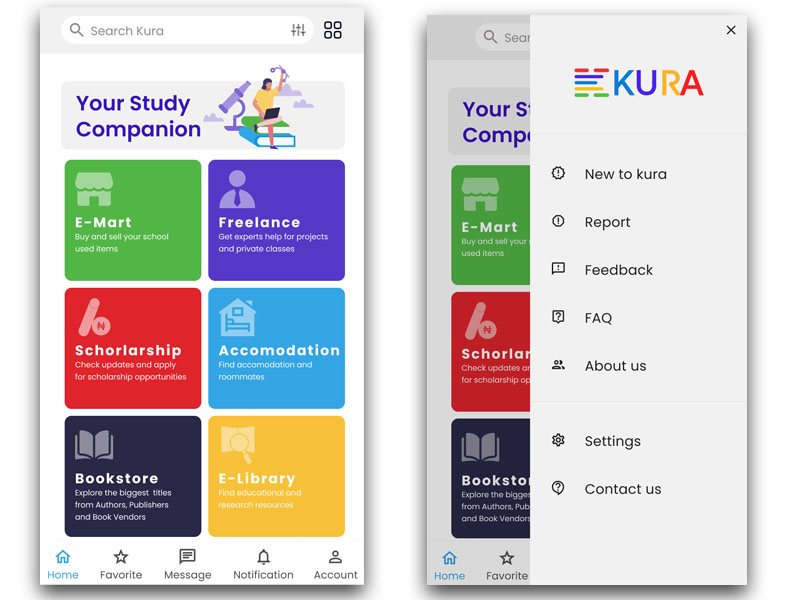 Search Kura
Your Study
Companion
E-Mart
Buy and sell your school
used items
Freelance
Get experts help for projects
and private classes
Schorlarship
Check updates and apply
for scholarship opportunities
Accomodation
Find accomodation and
roommates
Bookstore
Explore the biggest titles
from Authors, Publishers
and Book Vendors
E-Library
Find educational and
research resources
Home
Favorite
Message
Notification
Account
Sear
Your St
Comp
E-Mart
Buy and sell your s
used items
Schorlar
Check updates a
for scholarship op
Bookstor
Explore the bigges
from Authors, Pub
and Book Vendors
Home
Favorite
KURA
New to kura
Report
Feedback
FAQ
About us
Settings
Contact us